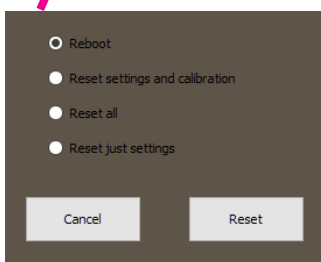 Reboot
Reset settings and calibration
Reset all
Reset just settings
Cancel
Reset